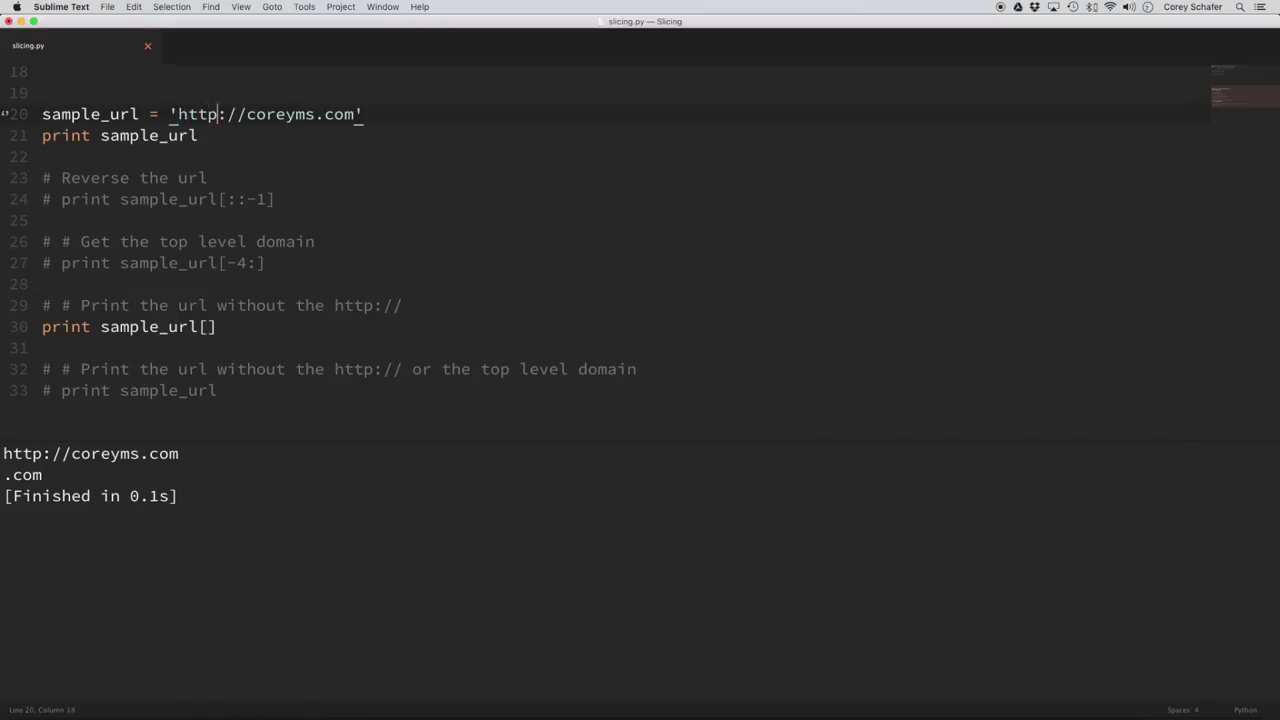 Sublime Text File Edit Selection Find View Goto Tools Project Window Help Corey Schafer
slicing.py — Slicing
slicing.py
18
19
20 sample_url = 'http://coreyms.com'
21 print sample_url
22
23 # Reverse the url
24 # print sample_url[::-1]
25
26 # # Get the top level domain
27 # print sample_url[-4:]
28
29 # # Print the url without the http://
30 print sample_url[]
31
32 # # Print the url without the http:// or the top level domain
33 # print sample_url
http://coreyms.com
.com
[Finished in 0.1s]
Line 20, Column 19 Spaces: 4 Python